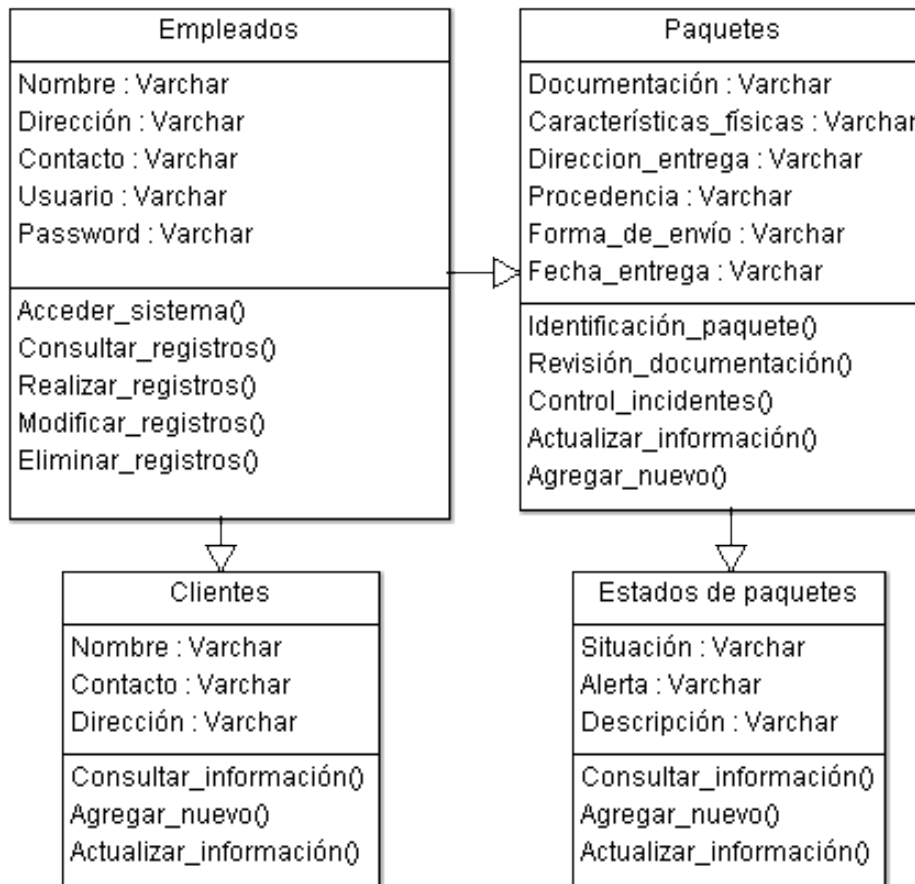 Empleados
Nombre : Varchar
Dirección : Varchar
Contacto : Varchar
Usuario : Varchar
Password : Varchar
Acceder_sistema()
Consultar_registros()
Realizar_registros()
Modificar_registros()
Eliminar_registros()
Paquetes
Documentación : Varchar
Características_físicas : Varchar
Direccion_entrega : Varchar
Procedencia : Varchar
Forma_de_envío : Varchar
Fecha_entrega : Varchar
Identificación_paquete()
Revisión_documentación()
Control_incidentes()
Actualizar_información()
Agregar_nuevo()
Clientes
Nombre : Varchar
Contacto : Varchar
Dirección : Varchar
Consultar_información()
Agregar_nuevo()
Actualizar_información()
Estados de paquetes
Situación : Varchar
Alerta : Varchar
Descripción : Varchar
Consultar_información()
Agregar_nuevo()
Actualizar_información()